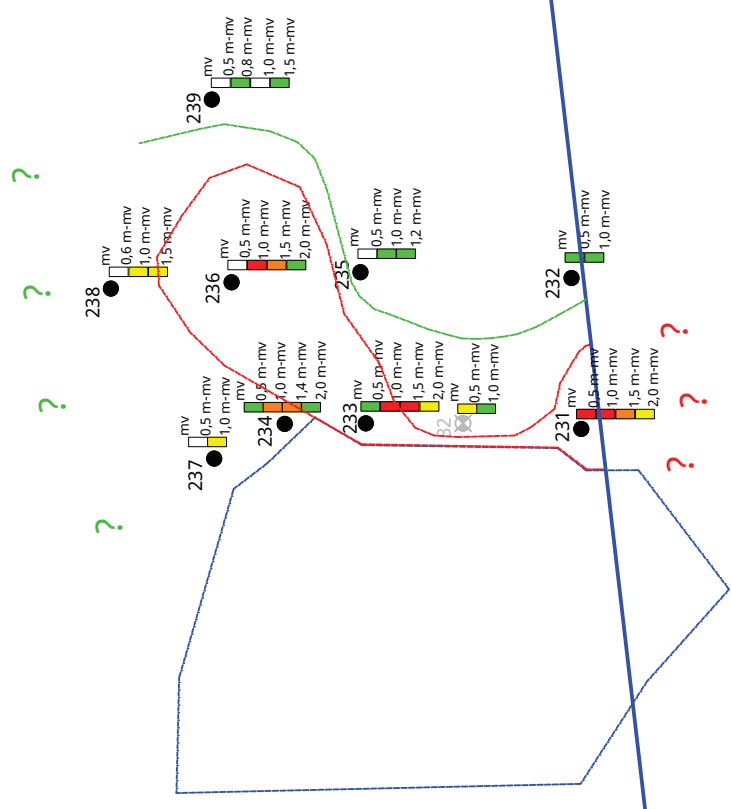 ?
?
?
?
239
mv
0,5 m-mv
0,8 m-mv
1,0 m-mv
1,5 m-mv
238
mv
0,6 m-mv
1,0 m-mv
1,5 m-mv
236
mv
0,5 m-mv
1,0 m-mv
1,5 m-mv
2,0 m-mv
235
mv
0,5 m-mv
1,0 m-mv
1,2 m-mv
232
mv
0,5 m-mv
1,0 m-mv
237
mv
0,5 m-mv
1,0 m-mv
234
mv
0,5 m-mv
1,0 m-mv
1,4 m-mv
2,0 m-mv
233
mv
0,5 m-mv
1,0 m-mv
1,5 m-mv
2,0 m-mv
32
mv
0,5 m-mv
1,0 m-mv
231
mv
0,5 m-mv
1,0 m-mv
1,5 m-mv
2,0 m-mv
?
?
?